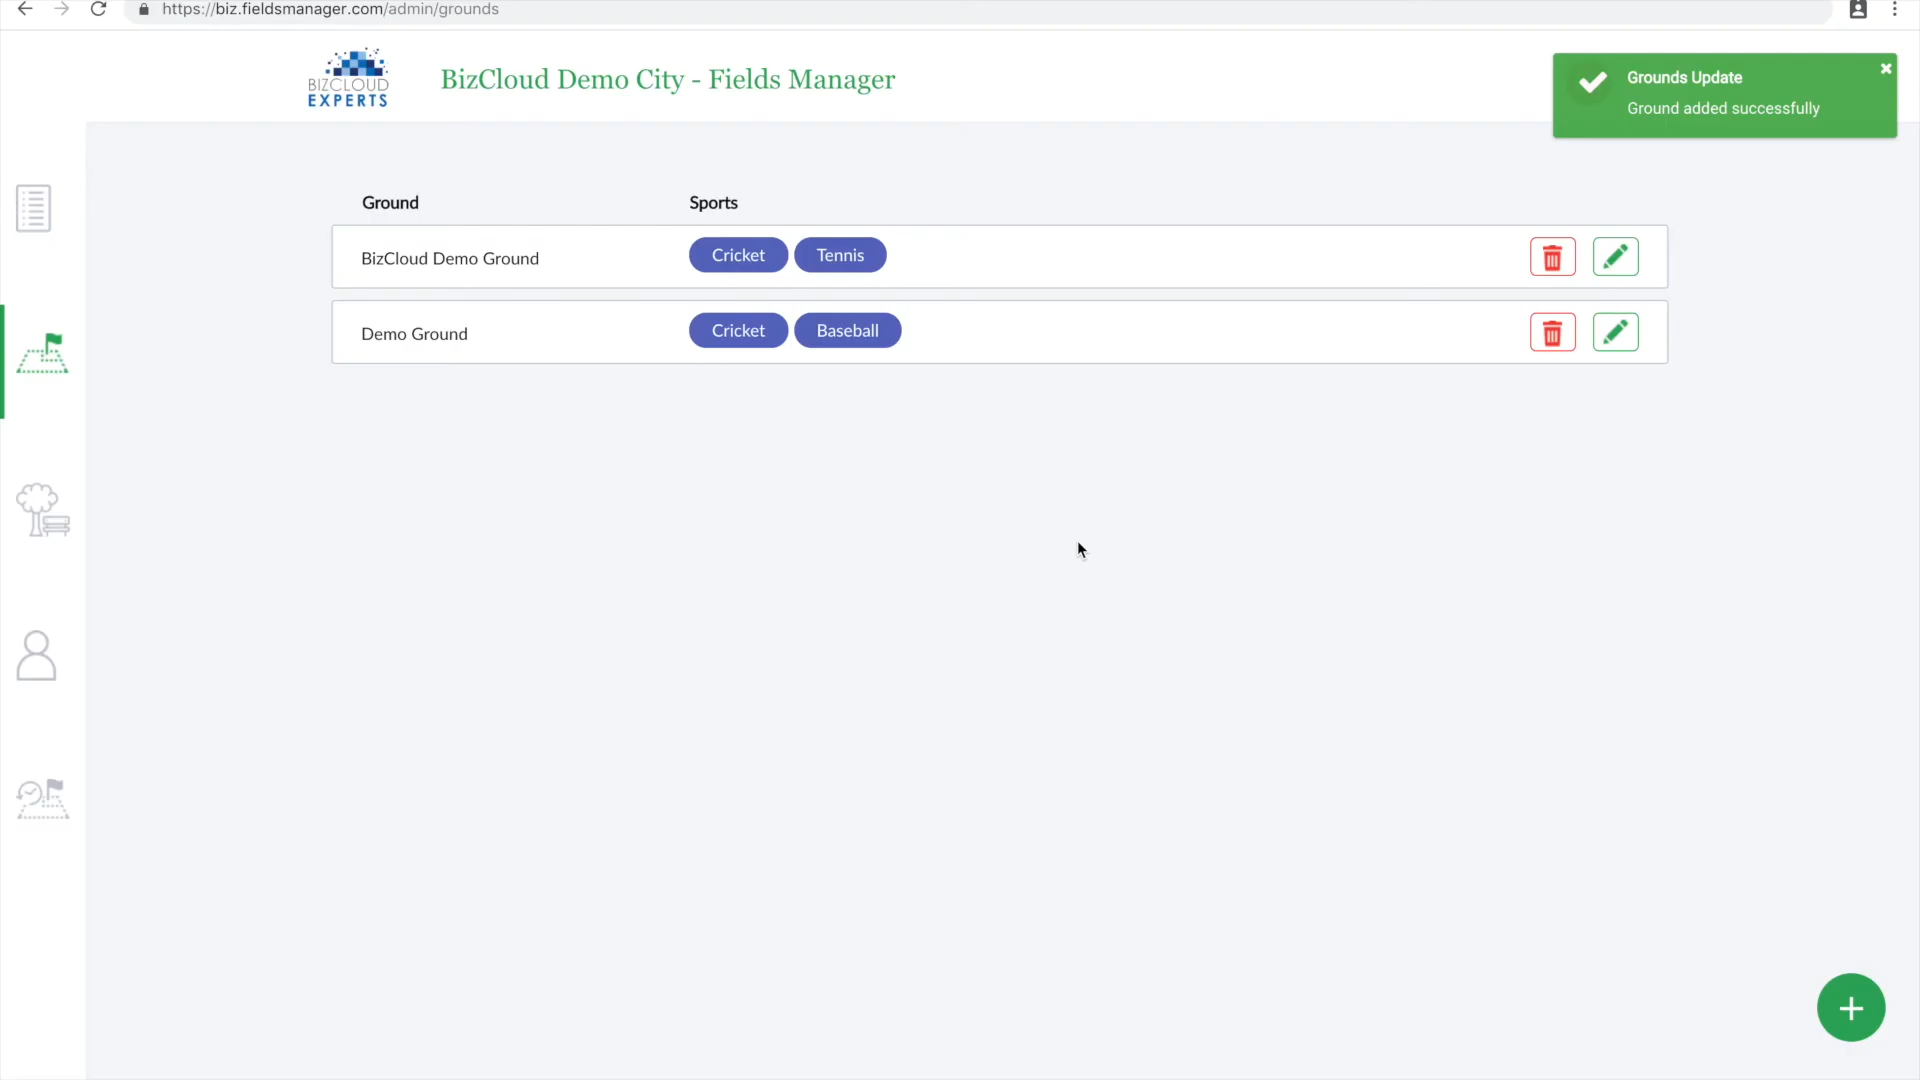 https://biz.fieldsmanager.com/admin/grounds
BIZCLOUD
EXPERTS
BizCloud Demo City - Fields Manager
Grounds Update
Ground added successfully
Ground Sports
BizCloud Demo Ground Cricket Tennis
Demo Ground Cricket Baseball